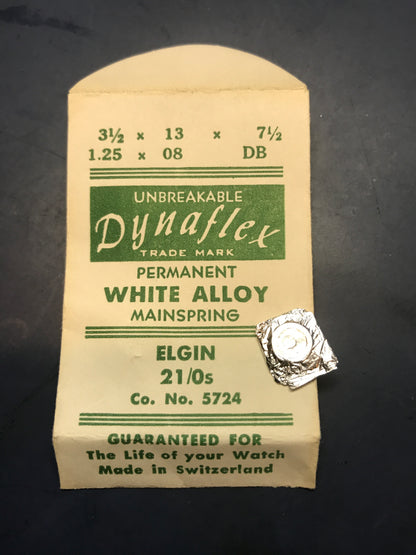 3½ x 13 x 7½
1.25 x 08 DB
UNBREAKABLE
Dynaflex
TRADE MARK
PERMANENT
WHITE ALLOY
MAINSPRING
ELGIN
21/0s
Co. No. 5724
GUARANTEED FOR
The Life of your Watch
Made in Switzerland